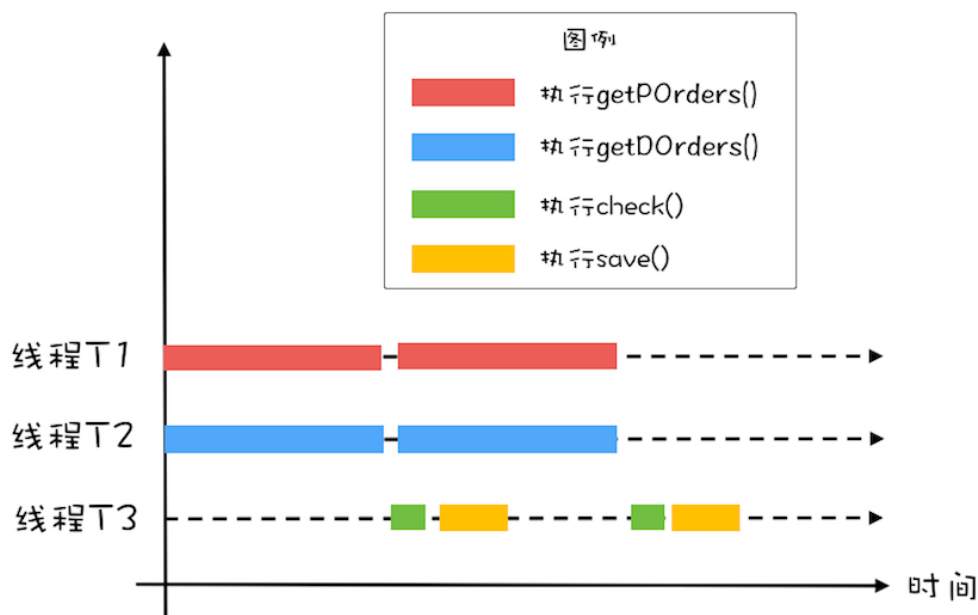 图例
执行getPOrders()
执行getDOrders()
执行check()
执行save()
线程T1
线程T2
线程T3
时间